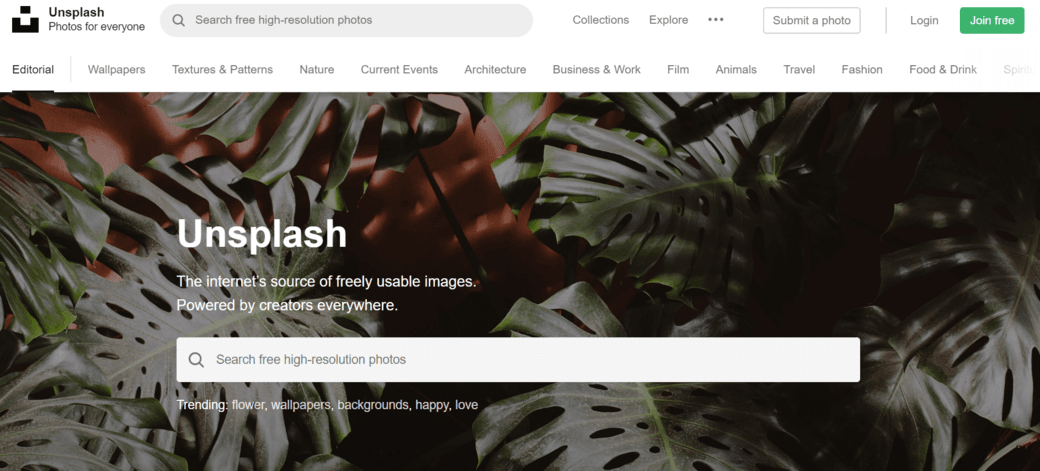 Unsplash
Photos for everyone
Search free high-resolution photos
Collections Explore ••• Submit a photo Login Join free
Editorial Wallpapers Textures & Patterns Nature Current Events Architecture Business & Work Film Animals Travel Fashion Food & Drink
Unsplash
The internet's source of freely usable images.
Powered by creators everywhere.
Search free high-resolution photos
Trending: flower, wallpapers, backgrounds, happy, love